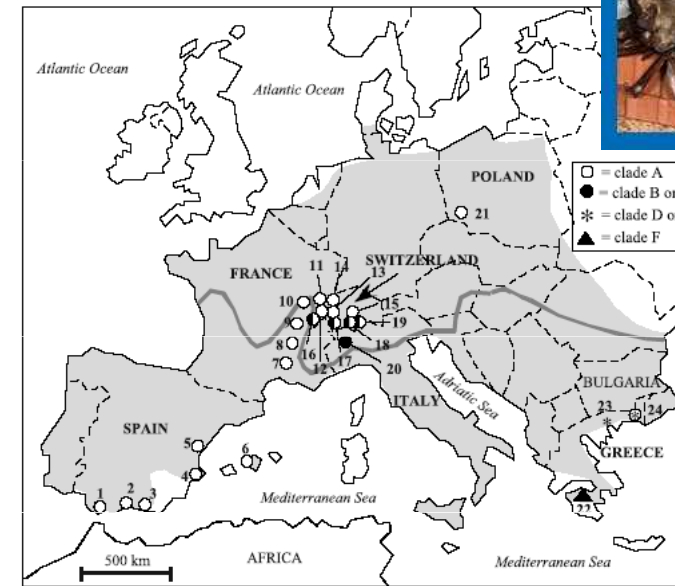 Atlantic Ocean
Atlantic Ocean
POLAND
21
= clade A
= clade B or
* = clade D o
= clade F
FRANCE
SWITZERLAND
11 14 13
10
15
9
19
8
18
16
7
12 17
20
ITALY
Adriatic Sea
BULGARIA
23
24
GREECE
22
SPAIN
5
6
4
1 2 3
Mediterranean Sea
500 km
AFRICA
Mediterranean Sea